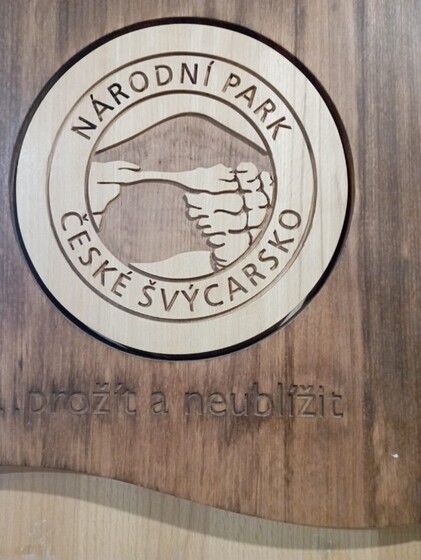 NÁRODNÍ PARK
ČESKÉ ŠVÝCARSKO
...prožít a neublížit